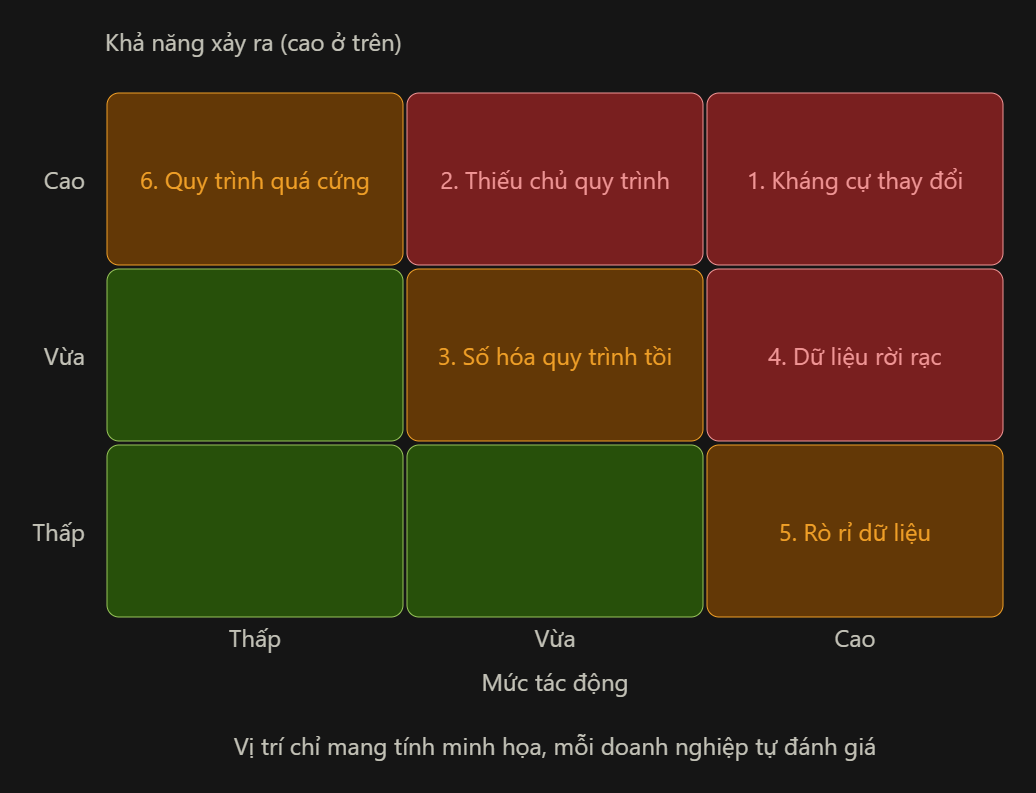 Khả năng xảy ra (cao ở trên)
Cao
6. Quy trình quá cứng
2. Thiếu chủ quy trình
1. Kháng cự thay đổi
Vừa
3. Số hóa quy trình tồi
4. Dữ liệu rời rạc
Thấp
5. Rò rỉ dữ liệu
Thấp
Vừa
Cao
Mức tác động
Vị trí chỉ mang tính minh họa, mỗi doanh nghiệp tự đánh giá